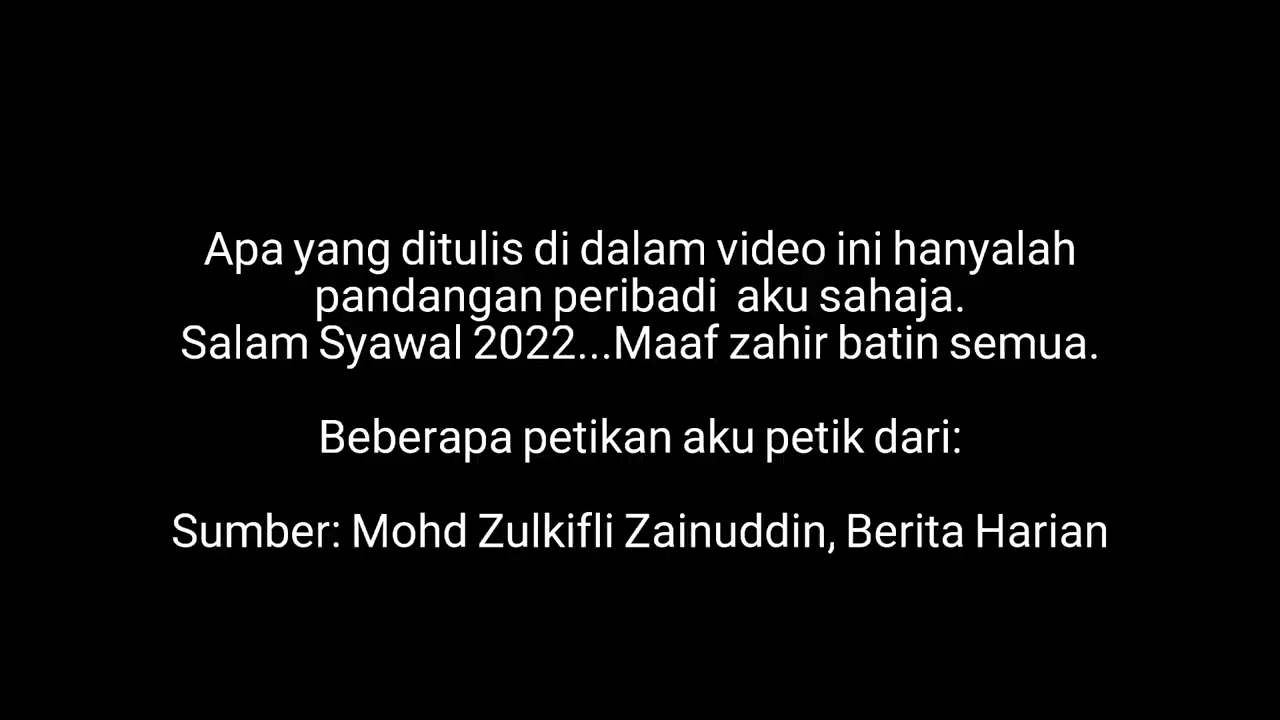 Apa yang ditulis di dalam video ini hanyalah
pandangan peribadi  aku sahaja.
Salam Syawal 2022...Maaf zahir batin semua.
Beberapa petikan aku petik dari:
Sumber: Mohd Zulkifli Zainuddin, Berita Harian